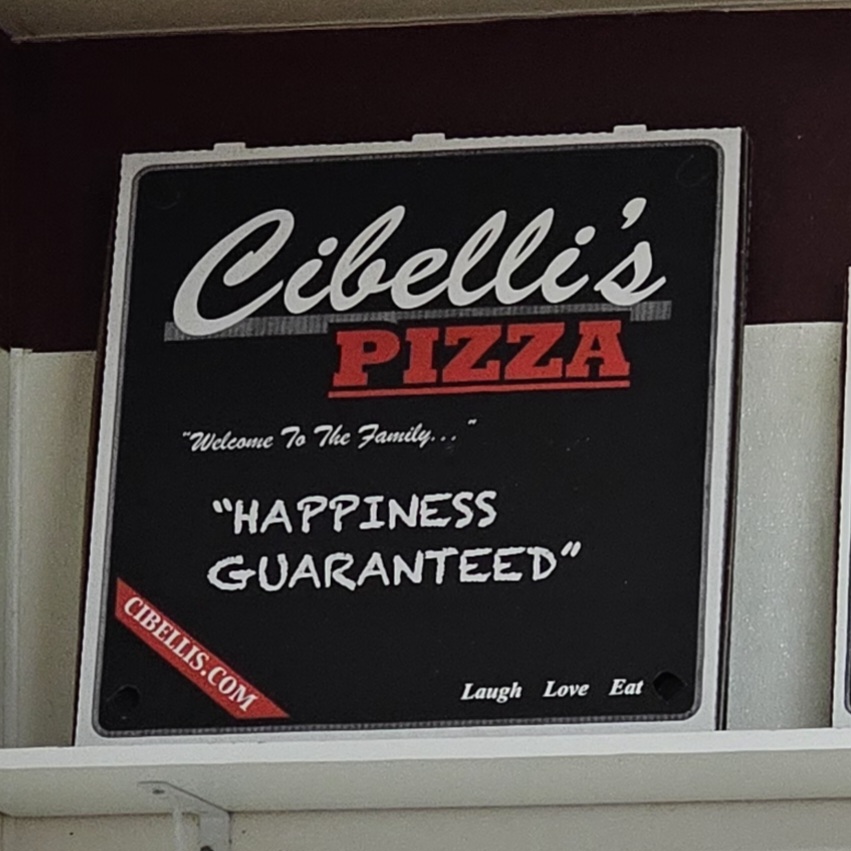 Cibelli's
PIZZA
"Welcome To The Family..."
"HAPPINESS
GUARANTEED"
CIBELLIS.COM
Laugh Love Eat